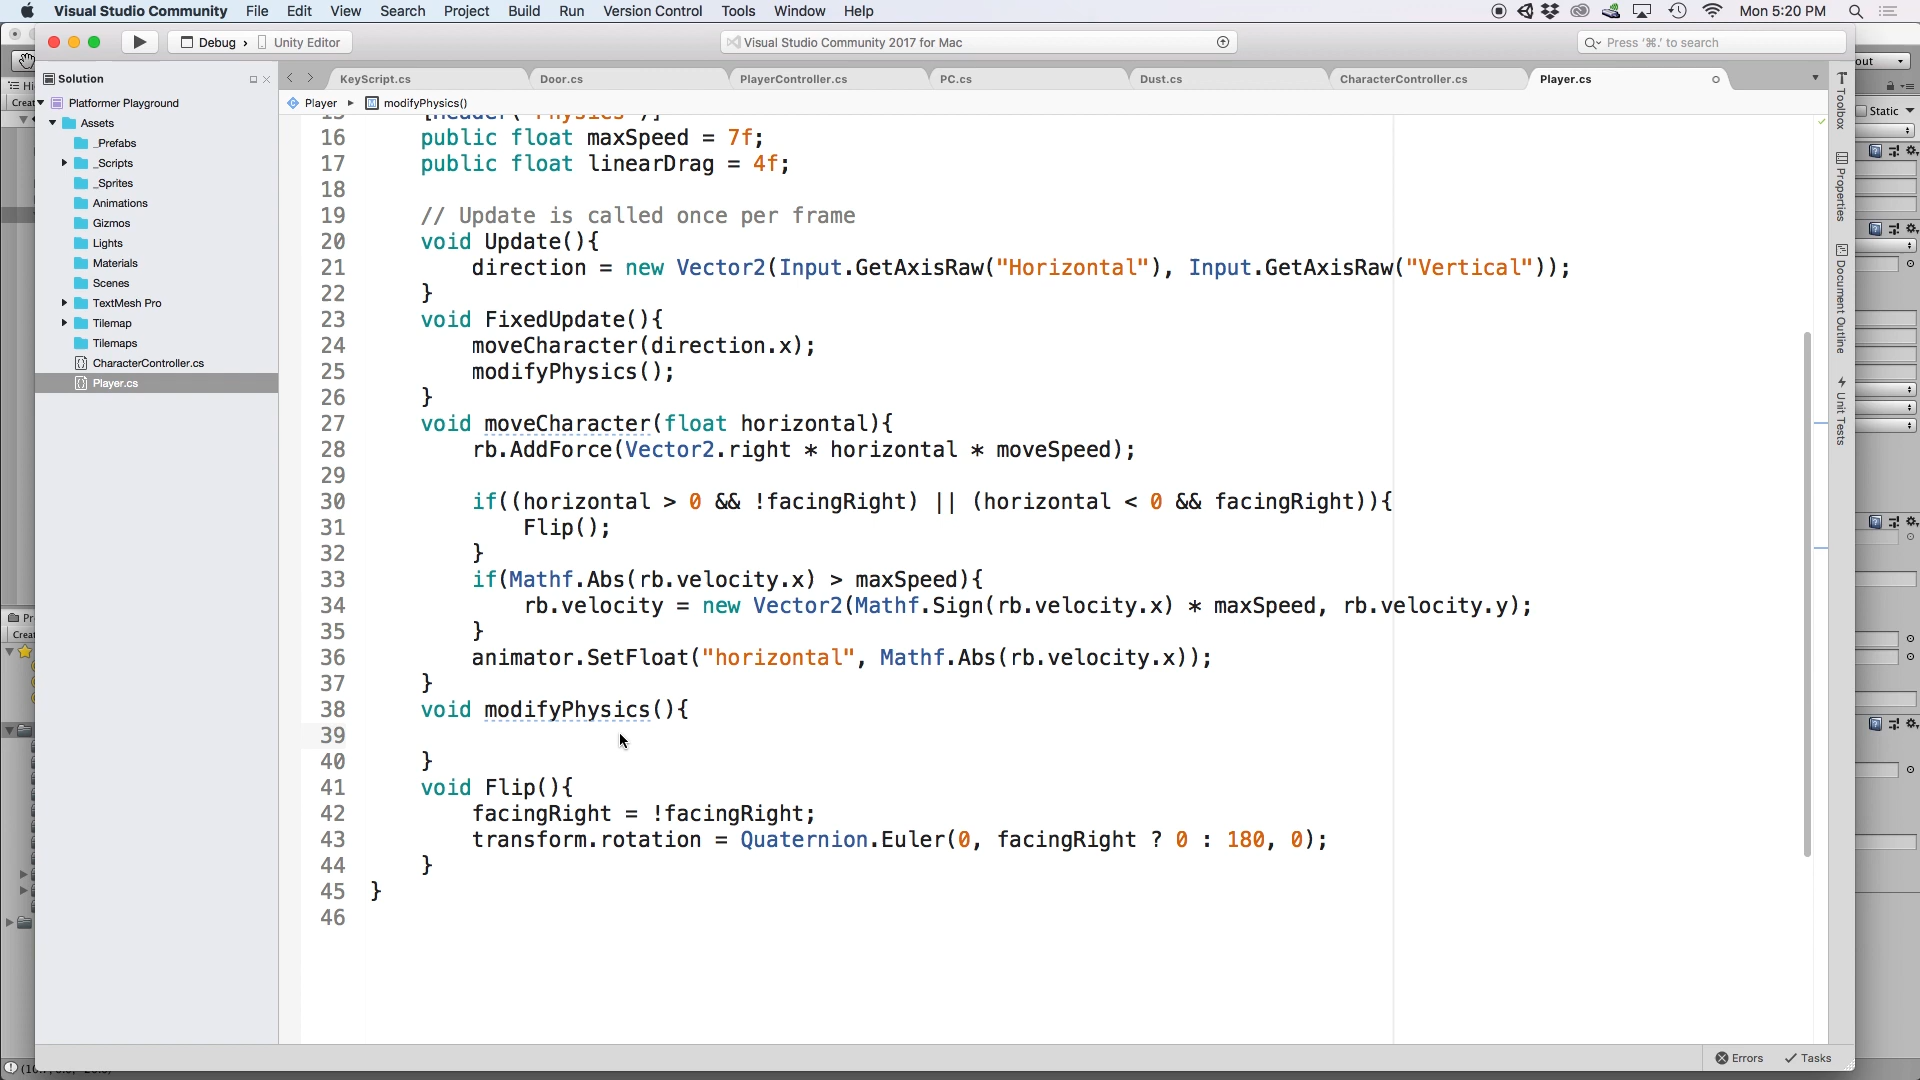 Visual Studio Community File Edit View Search Project Build Run Version Control Tools Window Help Mon 5:20 PM
Debug › Unity Editor Visual Studio Community 2017 for Mac Press '⌘.' to search
Solution
Platformer Playground
Assets
_Prefabs
_Scripts
_Sprites
Animations
Gizmos
Lights
Materials
Scenes
TextMesh Pro
Tilemap
Tilemaps
CharacterController.cs
Player.cs
KeyScript.cs Door.cs PlayerController.cs PC.cs Dust.cs CharacterController.cs Player.cs
Player ▸ modifyPhysics()
15 [Header("Physics")]
16 public float maxSpeed = 7f;
17 public float linearDrag = 4f;
18
19 // Update is called once per frame
20 void Update(){
21 direction = new Vector2(Input.GetAxisRaw("Horizontal"), Input.GetAxisRaw("Vertical"));
22 }
23 void FixedUpdate(){
24 moveCharacter(direction.x);
25 modifyPhysics();
26 }
27 void moveCharacter(float horizontal){
28 rb.AddForce(Vector2.right * horizontal * moveSpeed);
29
30 if((horizontal > 0 && !facingRight) || (horizontal < 0 && facingRight)){
31 Flip();
32 }
33 if(Mathf.Abs(rb.velocity.x) > maxSpeed){
34 rb.velocity = new Vector2(Mathf.Sign(rb.velocity.x) * maxSpeed, rb.velocity.y);
35 }
36 animator.SetFloat("horizontal", Mathf.Abs(rb.velocity.x));
37 }
38 void modifyPhysics(){
39
40 }
41 void Flip(){
42 facingRight = !facingRight;
43 transform.rotation = Quaternion.Euler(0, facingRight ? 0 : 180, 0);
44 }
45 }
46
Toolbox
Properties
Document Outline
Unit Tests
out
Static
Errors Tasks